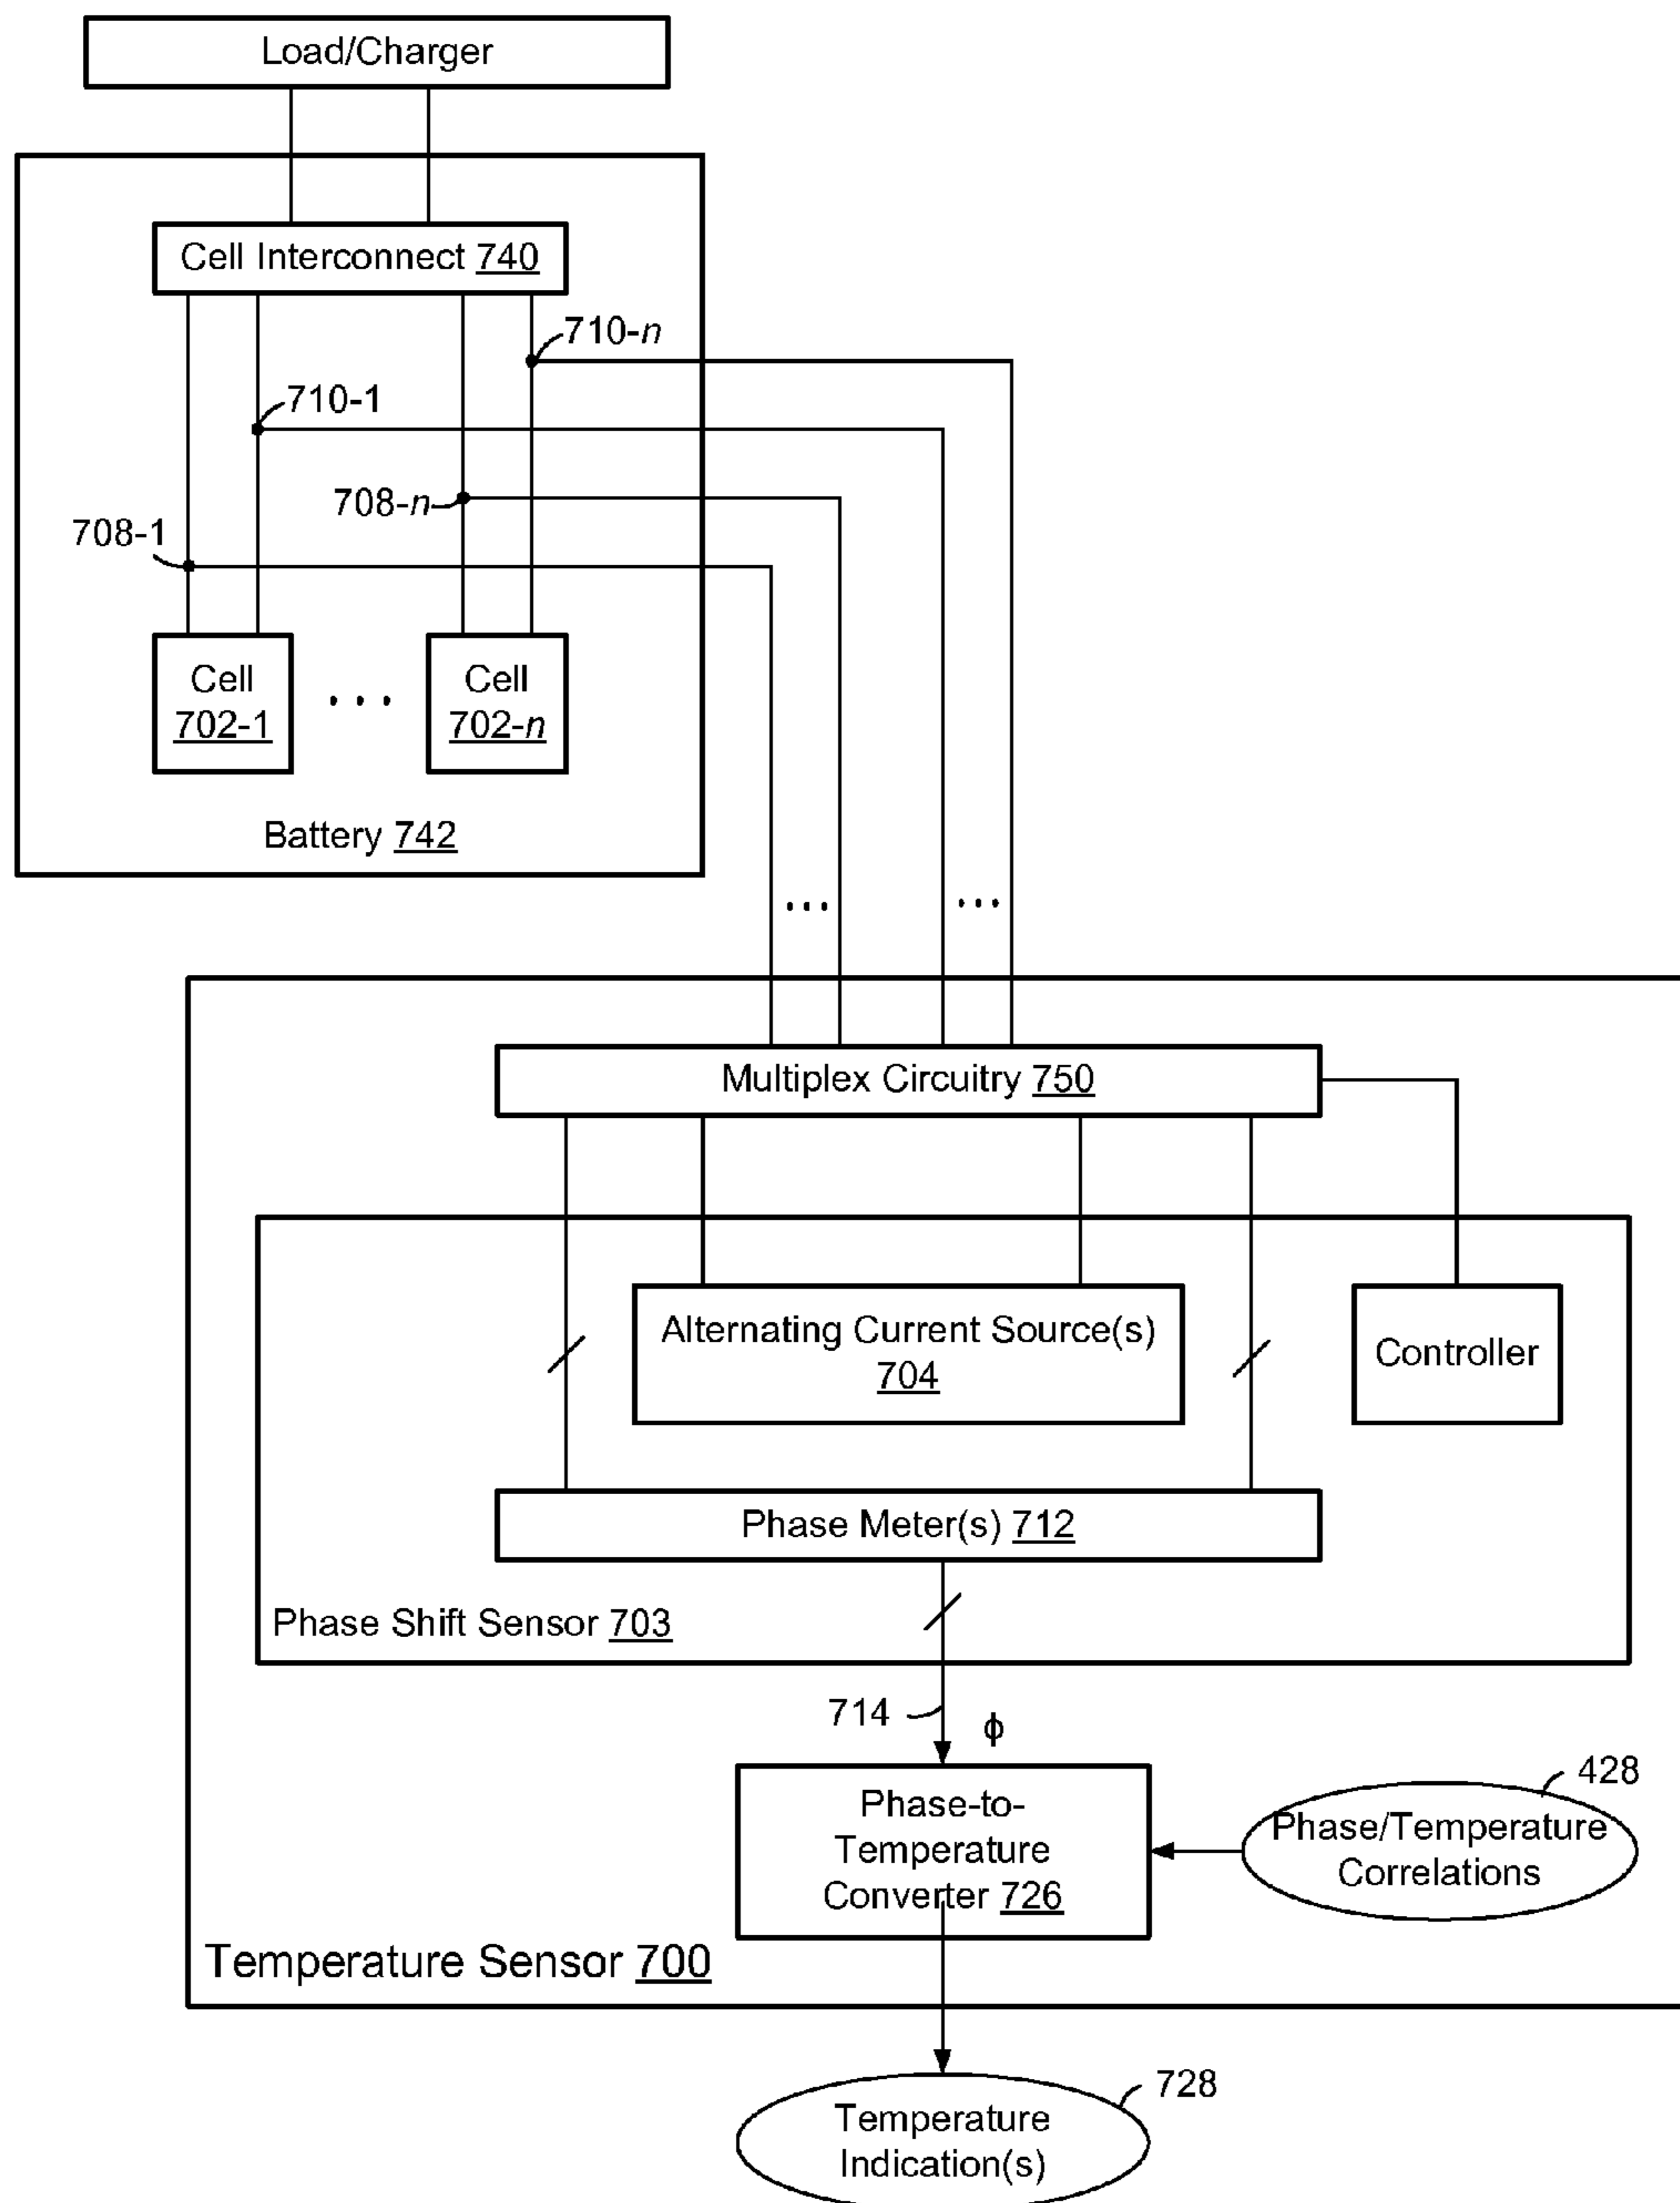 Load/Charger
Cell Interconnect 740
710-n
710-1
708-n
708-1
Cell
702-1
...
Cell
702-n
Battery 742
...
...
Multiplex Circuitry 750
Alternating Current Source(s)
704
Controller
Phase Meter(s) 712
Phase Shift Sensor 703
714
ϕ
428
Phase-to-
Temperature
Converter 726
Phase/Temperature
Correlations
Temperature Sensor 700
728
Temperature
Indication(s)